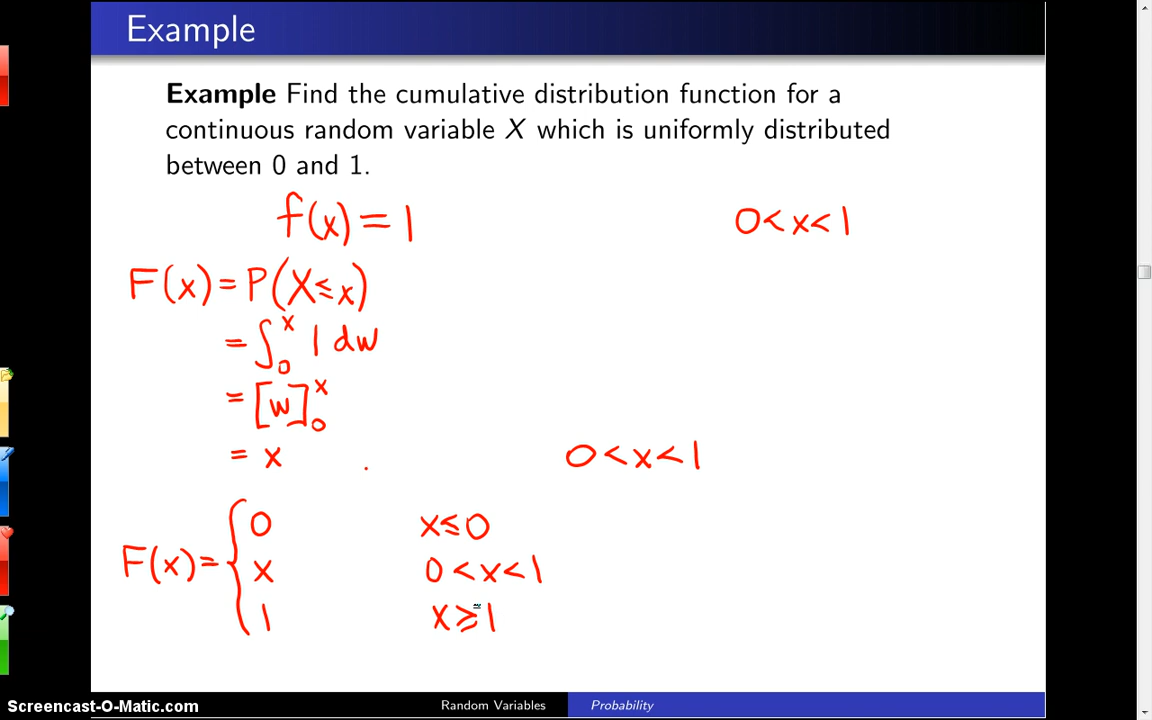 Example
Example Find the cumulative distribution function for a
continuous random variable X which is uniformly distributed
between 0 and 1.
f(x) = 1 0 < x < 1
F(x) = P(X ≤ x)
= ∫₀ˣ 1 dw
= [w]₀ˣ
= x 0 < x < 1
F(x) = { 0 x ≤ 0
x 0 < x < 1
1 x ≥ 1
Screencast-O-Matic.com Random Variables Probability